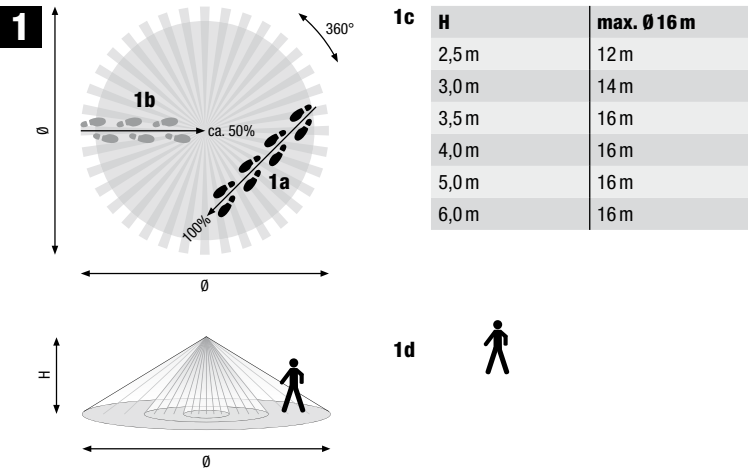 1
360°
1b
Ø
ca. 50%
1a
100%
Ø
H
Ø
1c
H max. Ø 16 m
2,5 m 12 m
3,0 m 14 m
3,5 m 16 m
4,0 m 16 m
5,0 m 16 m
6,0 m 16 m
1d